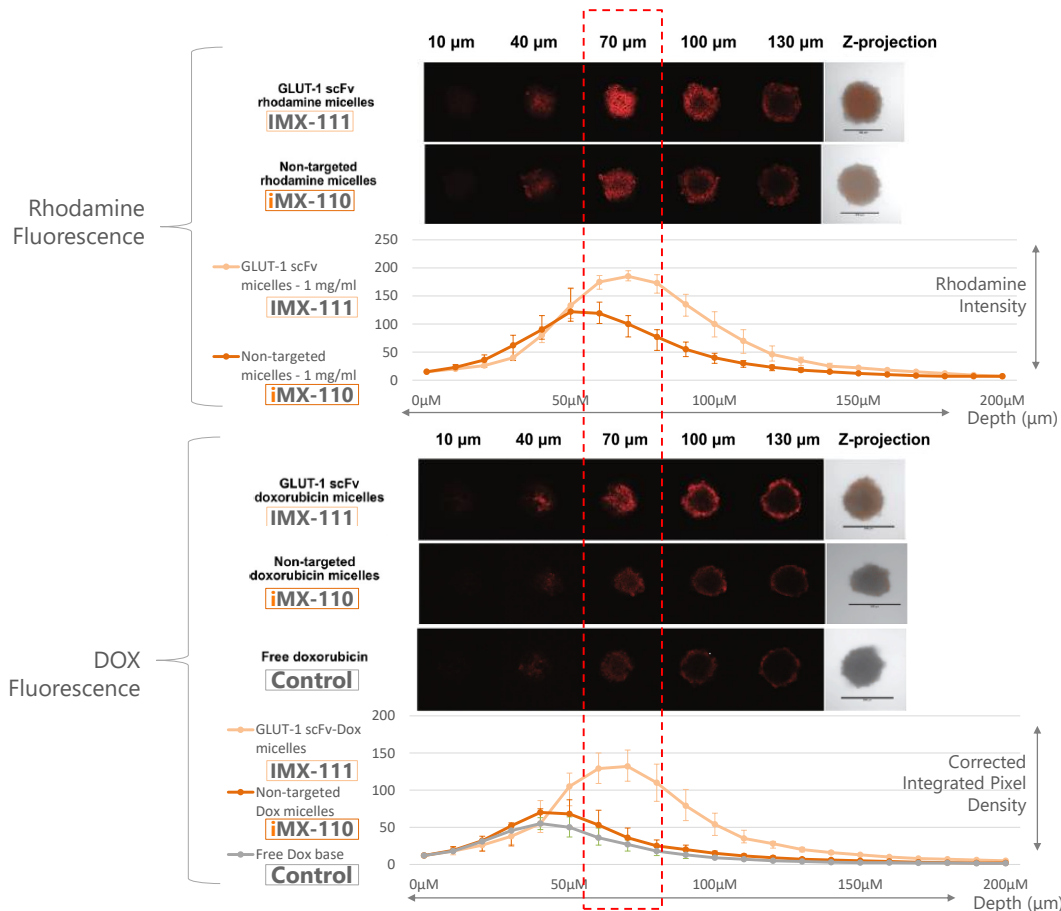 10 µm 40 µm 70 µm 100 µm 130 µm Z-projection
GLUT-1 scFv
rhodamine micelles
IMX-111
Non-targeted
rhodamine micelles
iMX-110
Rhodamine
Fluorescence
250
200
150
100
50
0
GLUT-1 scFv
micelles - 1 mg/ml
IMX-111
Non-targeted
micelles - 1 mg/ml
iMX-110
Rhodamine
Intensity
0µM 50µM 100µM 150µM 200µM
Depth (µm)
10 µm 40 µm 70 µm 100 µm 130 µm Z-projection
GLUT-1 scFv
doxorubicin micelles
IMX-111
Non-targeted
doxorubicin micelles
iMX-110
Free doxorubicin
Control
DOX
Fluorescence
200
150
100
50
0
GLUT-1 scFv-Dox
micelles
IMX-111
Non-targeted
Dox micelles
iMX-110
Free Dox base
Control
Corrected
Integrated Pixel
Density
0µM 50µM 100µM 150µM 200µM
Depth (µm)